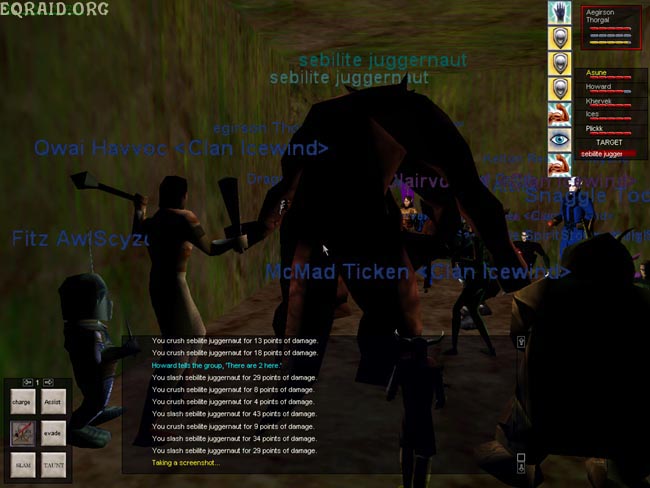 EQRAID.ORG
Aegirson
Thorgal
sebilite juggernaut
sebilite juggernaut
Asune
Howard
Khervek
Ices
Plickk
TARGET
sebilite jugger
Owai Havvoc <Clan Icewind>
Snaggle
Fitz
McMad Ticken <Clan Icewind>
You crush sebilite juggernaut for 13 points of damage.
You crush sebilite juggernaut for 18 points of damage.
Howard tells the group, 'There are 2 here.'
You slash sebilite juggernaut for 29 points of damage.
You crush sebilite juggernaut for 8 points of damage.
You crush sebilite juggernaut for 4 points of damage.
You slash sebilite juggernaut for 43 points of damage.
You crush sebilite juggernaut for 9 points of damage.
You slash sebilite juggernaut for 34 points of damage.
You slash sebilite juggernaut for 29 points of damage.
Taking a screenshot...
1
charge Assist
evade
SLAM TAUNT